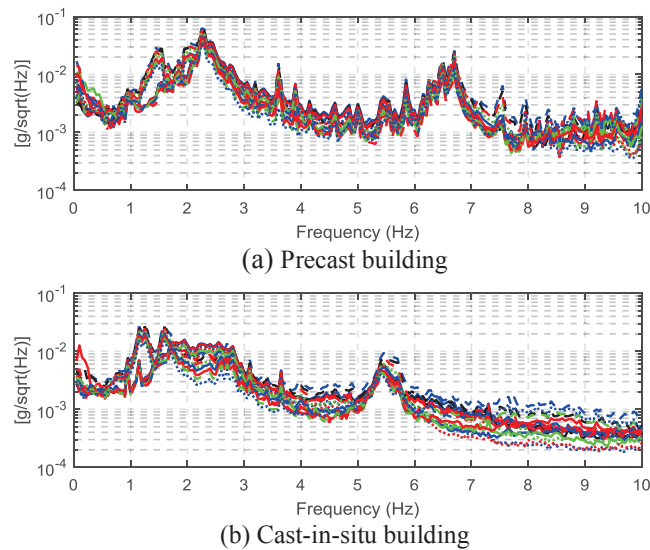 10⁻¹
10⁻²
10⁻³
10⁻⁴
[g/sqrt(Hz)]
0 1 2 3 4 5 6 7 8 9 10
Frequency (Hz)
(a) Precast building
10⁻¹
10⁻²
10⁻³
10⁻⁴
[g/sqrt(Hz)]
0 1 2 3 4 5 6 7 8 9 10
Frequency (Hz)
(b) Cast-in-situ building